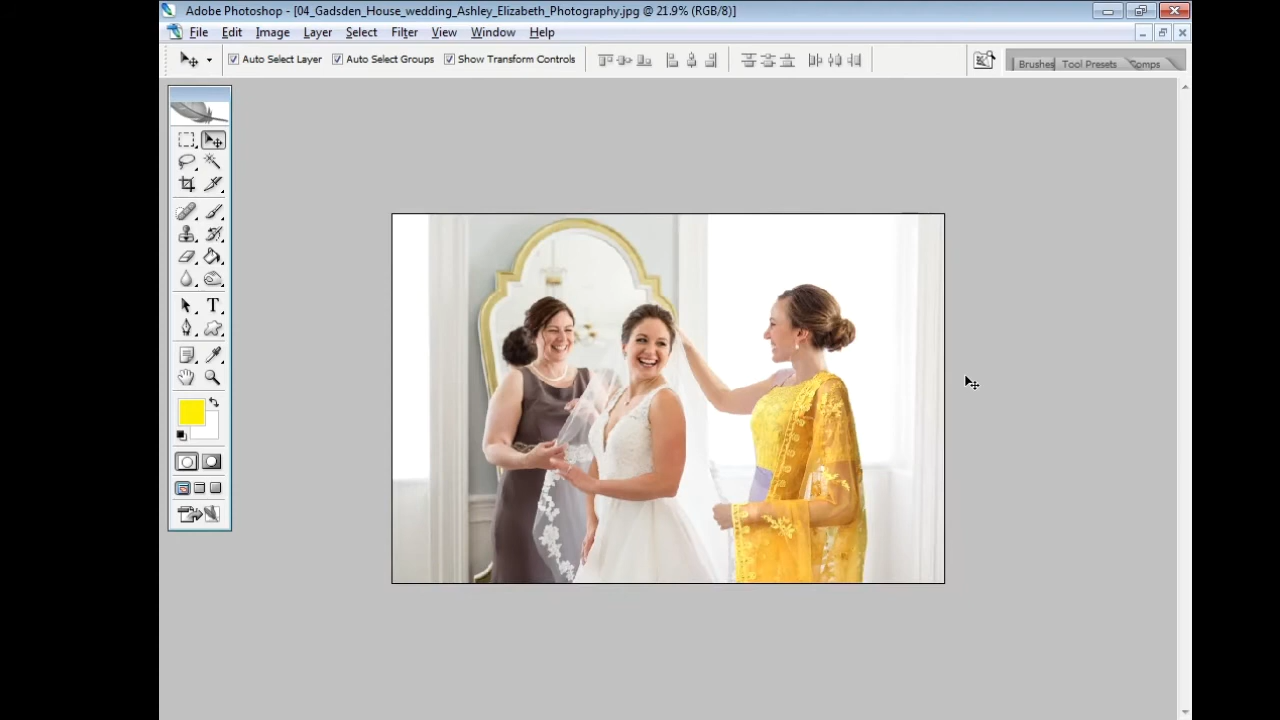 Adobe Photoshop - [04_Gadsden_House_wedding_Ashley_Elizabeth_Photography.jpg @ 21.9% (RGB/8)]
File Edit Image Layer Select Filter View Window Help
Auto Select Layer Auto Select Groups Show Transform Controls
Brushes Tool Presets Comps
T